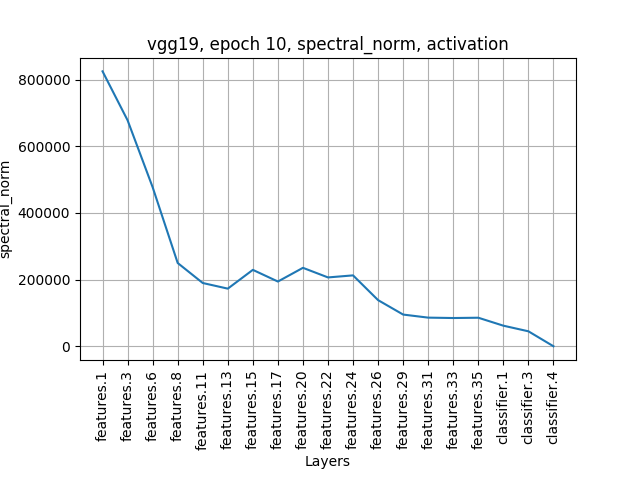 vgg19, epoch 10, spectral_norm, activation
800000
600000
400000
200000
0
spectral_norm
features.1
features.3
features.6
features.8
features.11
features.13
features.15
features.17
features.20
features.22
features.24
features.26
features.29
features.31
features.33
features.35
classifier.1
classifier.3
classifier.4
Layers